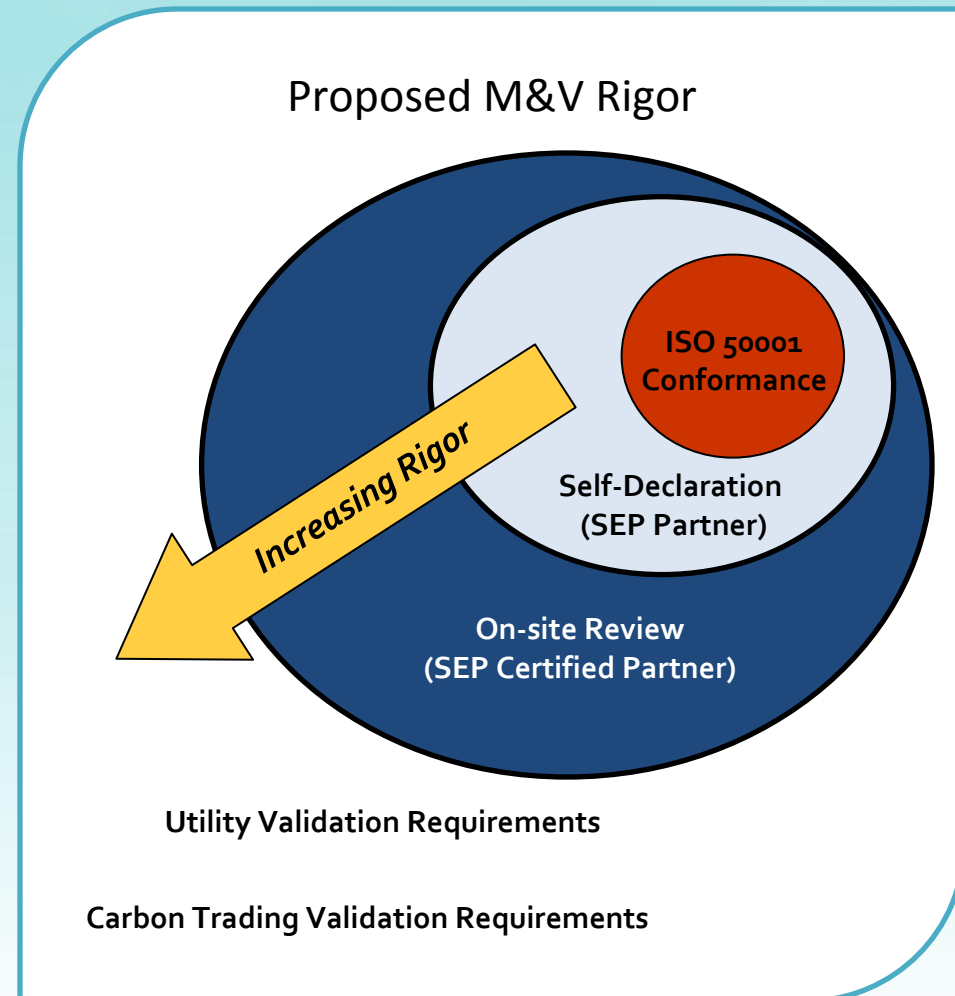 Proposed M&V Rigor
ISO 50001
Conformance
Increasing Rigor
Self-Declaration
(SEP Partner)
On-site Review
(SEP Certified Partner)
Utility Validation Requirements
Carbon Trading Validation Requirements